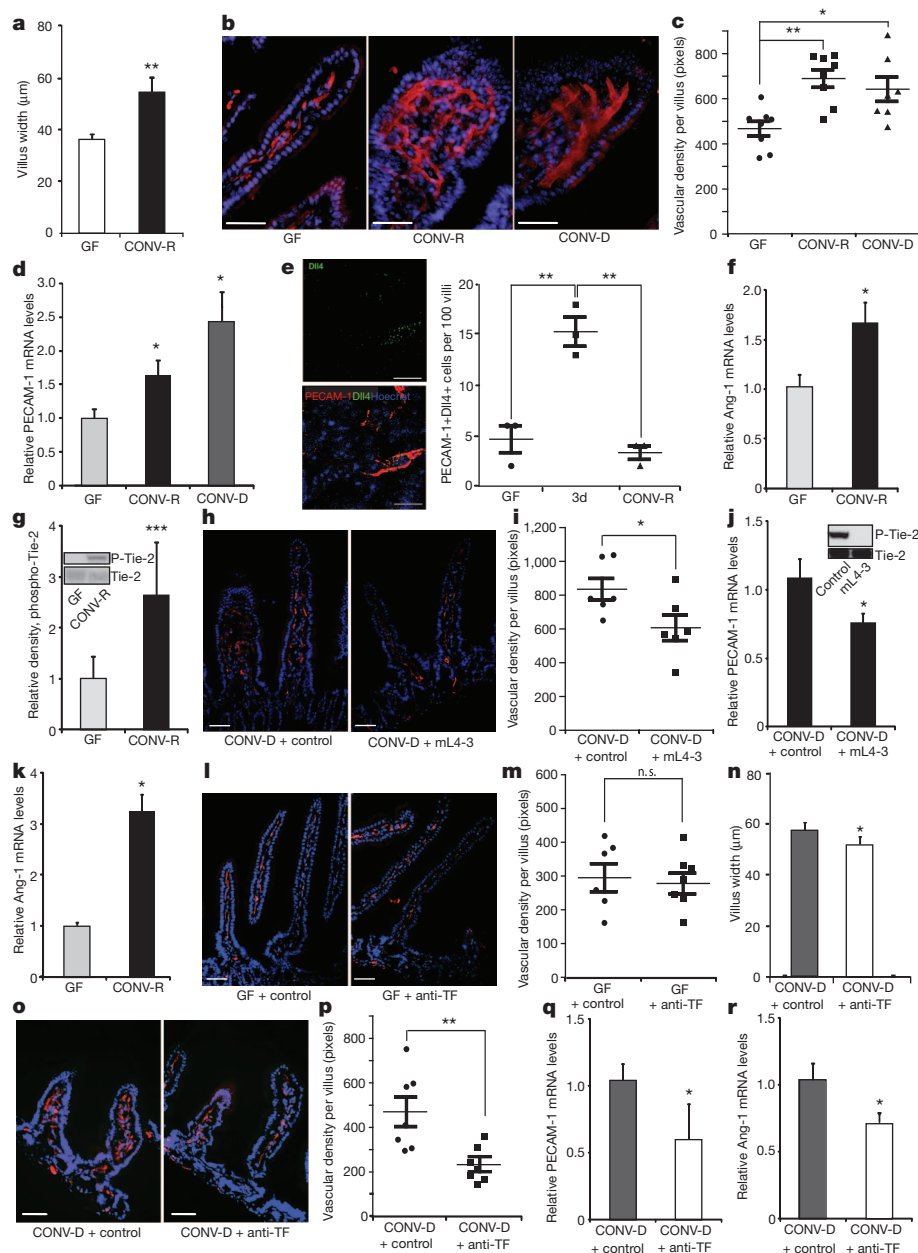 a
Villus width (μm)
80
60
40
20
0
**
GF
CONV-R
b
GF
CONV-R
CONV-D
c
Vascular density per villus (pixels)
800
600
400
200
0
**
*
GF
CONV-R
CONV-D
d
Relative PECAM-1 mRNA levels
3.0
2.5
2.0
1.5
1.0
0.5
0
*
*
GF
CONV-R
CONV-D
e
Dll4
PECAM-1Dll4Hoechst
PECAM-1+Dll4+ cells per 100 villi
20
15
10
5
0
**
**
GF
3d
CONV-R
f
Relative Ang-1 mRNA levels
2.0
1.5
1.0
0.5
0
*
GF
CONV-R
g
Relative density, phospho-Tie-2
4
3
2
1
0
***
P-Tie-2
Tie-2
GF
CONV-R
GF
CONV-R
h
CONV-D + control
CONV-D + mL4-3
i
Vascular density per villus (pixels)
1,200
1,000
800
600
400
200
0
*
CONV-D + control
CONV-D + mL4-3
j
Relative PECAM-1 mRNA levels
1.5
1.0
0.5
0
P-Tie-2
Tie-2
Control
mL4-3
*
CONV-D + control
CONV-D + mL4-3
k
Relative Ang-1 mRNA levels
4
3
2
1
0
*
GF
CONV-R
l
GF + control
GF + anti-TF
m
Vascular density per villus (pixels)
600
500
400
300
200
100
0
n.s.
GF + control
GF + anti-TF
n
Villus width (μm)
80
60
40
20
0
*
CONV-D + control
CONV-D + anti-TF
o
CONV-D + control
CONV-D + anti-TF
p
Vascular density per villus (pixels)
800
600
400
200
0
**
CONV-D + control
CONV-D + anti-TF
q
Relative PECAM-1 mRNA levels
1.5
1.0
0.5
0
*
CONV-D + control
CONV-D + anti-TF
r
Relative Ang-1 mRNA levels
1.5
1.0
0.5
0
*
CONV-D + control
CONV-D + anti-TF